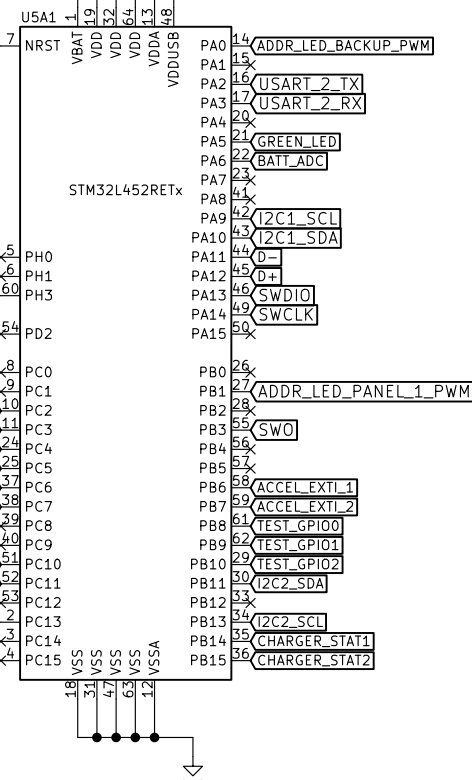 U5A1
1 19 32 64 13 48
VBAT VDD VDD VDD VDDA VDDUSB
7 NRST PA0 14 ADDR_LED_BACKUP_PWM
PA1 15
PA2 16 USART_2_TX
PA3 17 USART_2_RX
PA4 20
PA5 21 GREEN_LED
PA6 22 BATT_ADC
PA7 23
STM32L452RETx
PA8 41
PA9 42 I2C1_SCL
PA10 43 I2C1_SDA
5 PH0 PA11 44 D-
6 PH1 PA12 45 D+
60 PH3 PA13 46 SWDIO
PA14 49 SWCLK
54 PD2 PA15 50
8 PC0 PB0 26
9 PC1 PB1 27 ADDR_LED_PANEL_1_PWM
10 PC2 PB2 28
11 PC3 PB3 55 SWO
24 PC4 PB4 56
25 PC5 PB5 57
37 PC6 PB6 58 ACCEL_EXTI_1
38 PC7 PB7 59 ACCEL_EXTI_2
39 PC8 PB8 61 TEST_GPIO0
40 PC9 PB9 62 TEST_GPIO1
51 PC10 PB10 29 TEST_GPIO2
52 PC11 PB11 30 I2C2_SDA
53 PC12 PB12 33
2 PC13 PB13 34 I2C2_SCL
3 PC14 PB14 35 CHARGER_STAT1
4 PC15 PB15 36 CHARGER_STAT2
VSS VSS VSS VSS VSSA
18 31 47 63 12